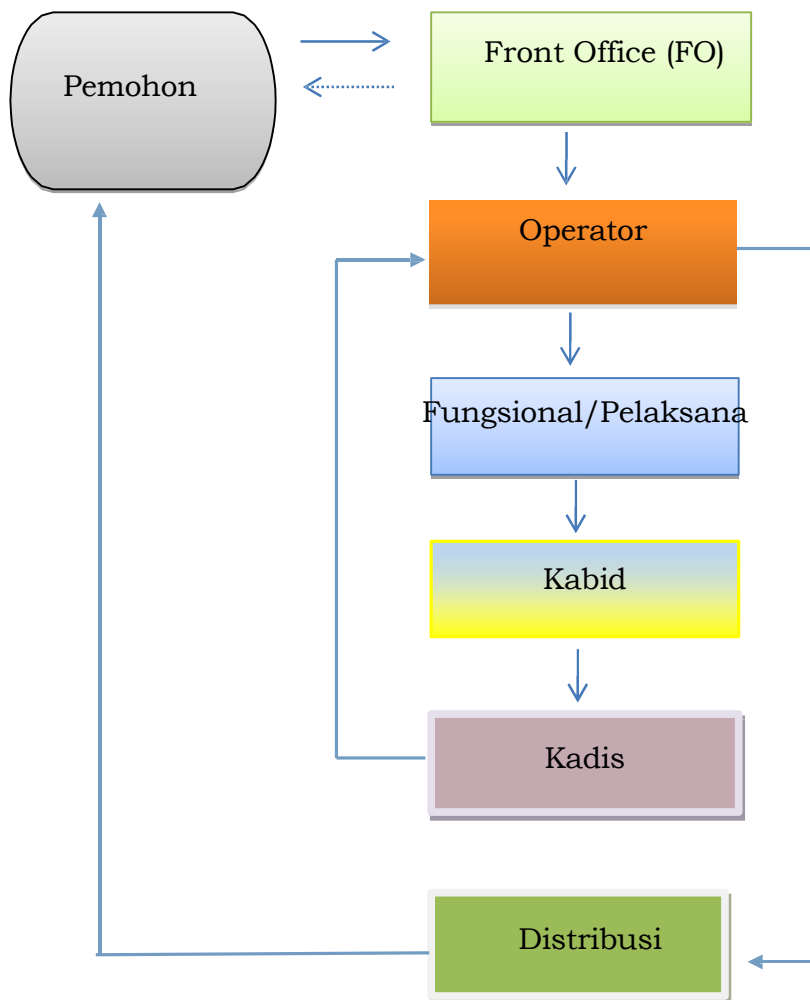 Pemohon
Front Office (FO)
Operator
Fungsional/Pelaksana
Kabid
Kadis
Distribusi